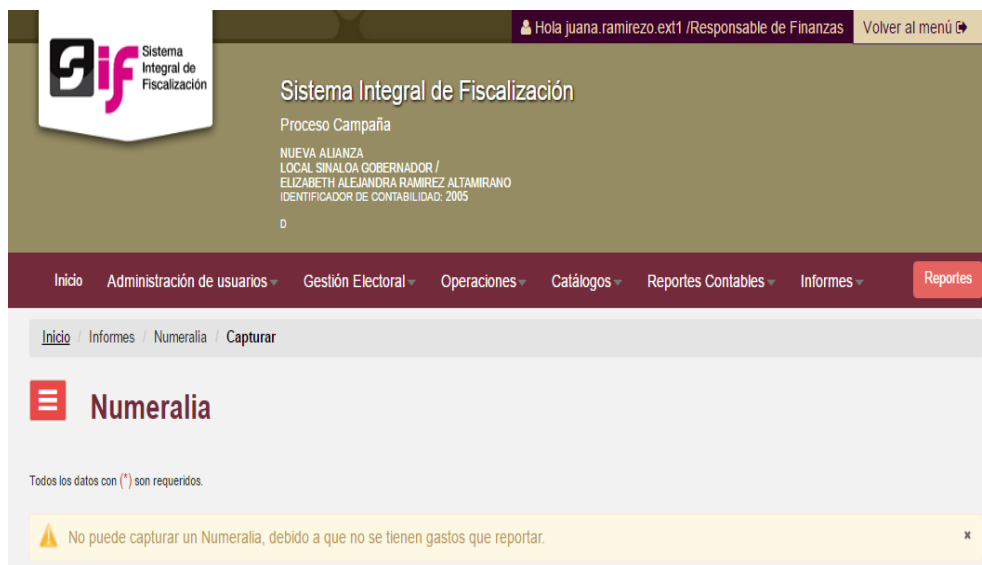 Hola juana.ramirezo.ext1 /Responsable de Finanzas Volver al menú
sif Sistema
Integral de
Fiscalización
Sistema Integral de Fiscalización
Proceso Campaña
NUEVA ALIANZA
LOCAL SINALOA GOBERNADOR /
ELIZABETH ALEJANDRA RAMIREZ ALTAMIRANO
IDENTIFICADOR DE CONTABILIDAD: 2005
D
Inicio Administración de usuarios Gestión Electoral Operaciones Catálogos Reportes Contables Informes Reportes
Inicio / Informes / Numeralia / Capturar
Numeralia
Todos los datos con (*) son requeridos.
No puede capturar un Numeralia, debido a que no se tienen gastos que reportar. x